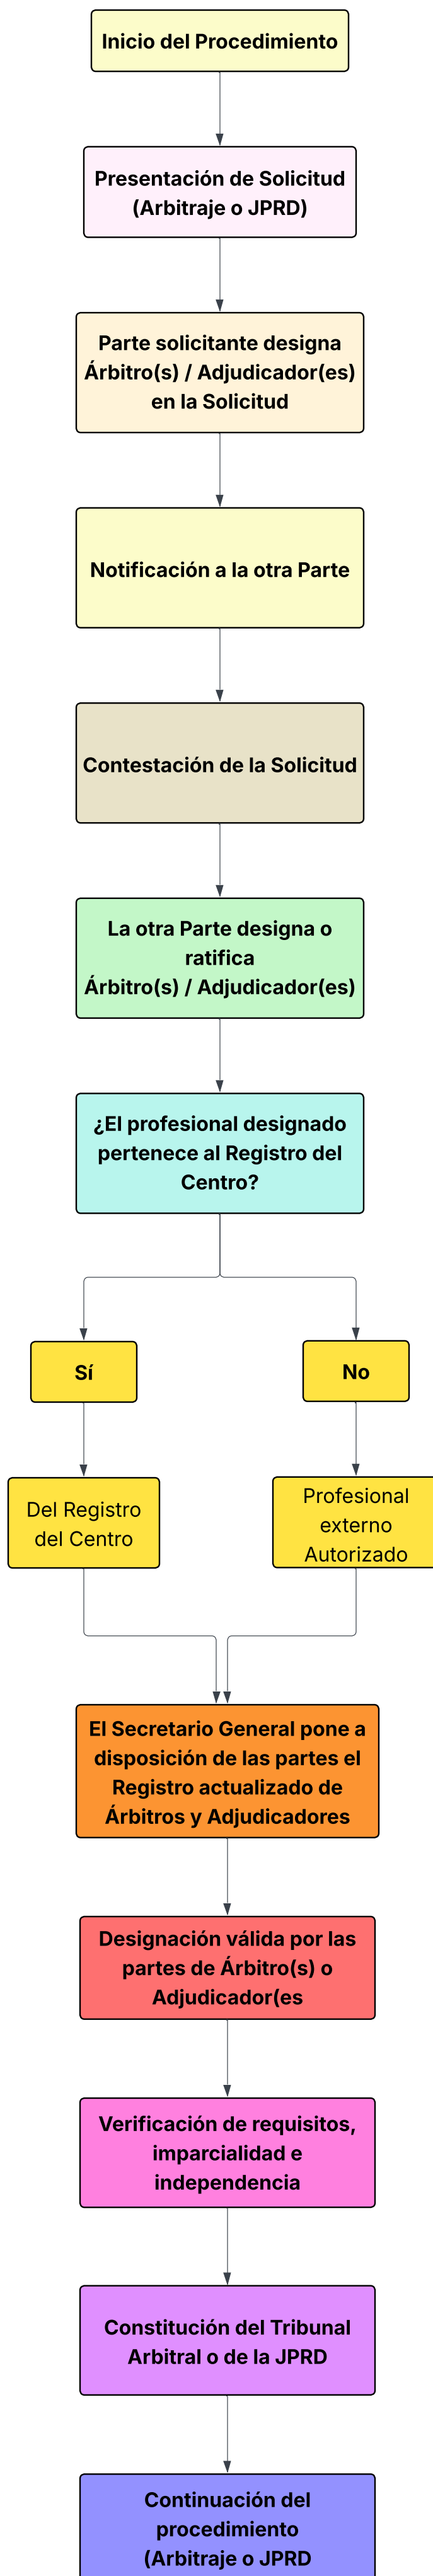 Inicio del Procedimiento
Presentación de Solicitud
(Arbitraje o JPRD)
Parte solicitante designa
Árbitro(s) / Adjudicador(es)
en la Solicitud
Notificación a la otra Parte
Contestación de la Solicitud
La otra Parte designa o
ratifica
Árbitro(s) / Adjudicador(es)
¿El profesional designado
pertenece al Registro del
Centro?
Sí
No
Del Registro
del Centro
Profesional
externo
Autorizado
El Secretario General pone a
disposición de las partes el
Registro actualizado de
Árbitros y Adjudicadores
Designación válida por las
partes de Árbitro(s) o
Adjudicador(es
Verificación de requisitos,
imparcialidad e
independencia
Constitución del Tribunal
Arbitral o de la JPRD
Continuación del
procedimiento
(Arbitraje o JPRD